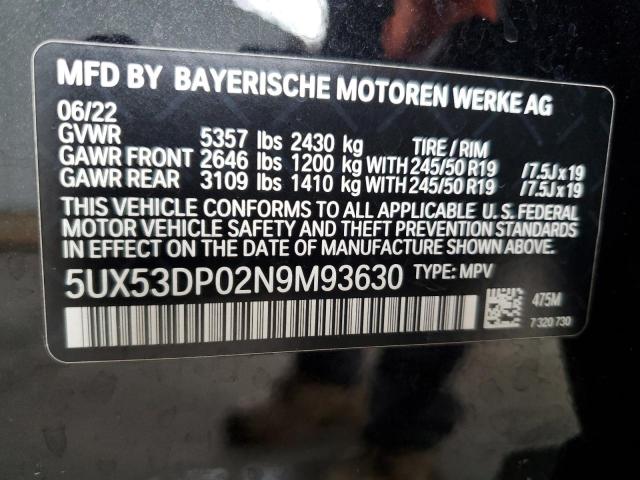 MFD BY BAYERISCHE MOTOREN WERKE AG
06/22
GVWR 5357 lbs 2430 kg TIRE / RIM
GAWR FRONT 2646 lbs 1200 kg WITH 245/50 R19 /7.5Jx19
GAWR REAR 3109 lbs 1410 kg WITH 245/50 R19 /7.5Jx19
THIS VEHICLE CONFORMS TO ALL APPLICABLE U. S. FEDERAL
MOTOR VEHICLE SAFETY AND THEFT PREVENTION STANDARDS
IN EFFECT ON THE DATE OF MANUFACTURE SHOWN ABOVE.
5UX53DP02N9M93630 TYPE: MPV
475M
7 320 730